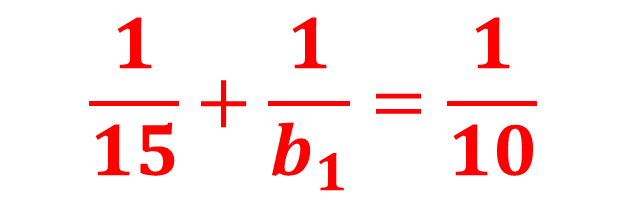 1/15 + 1/b₁ = 1/10